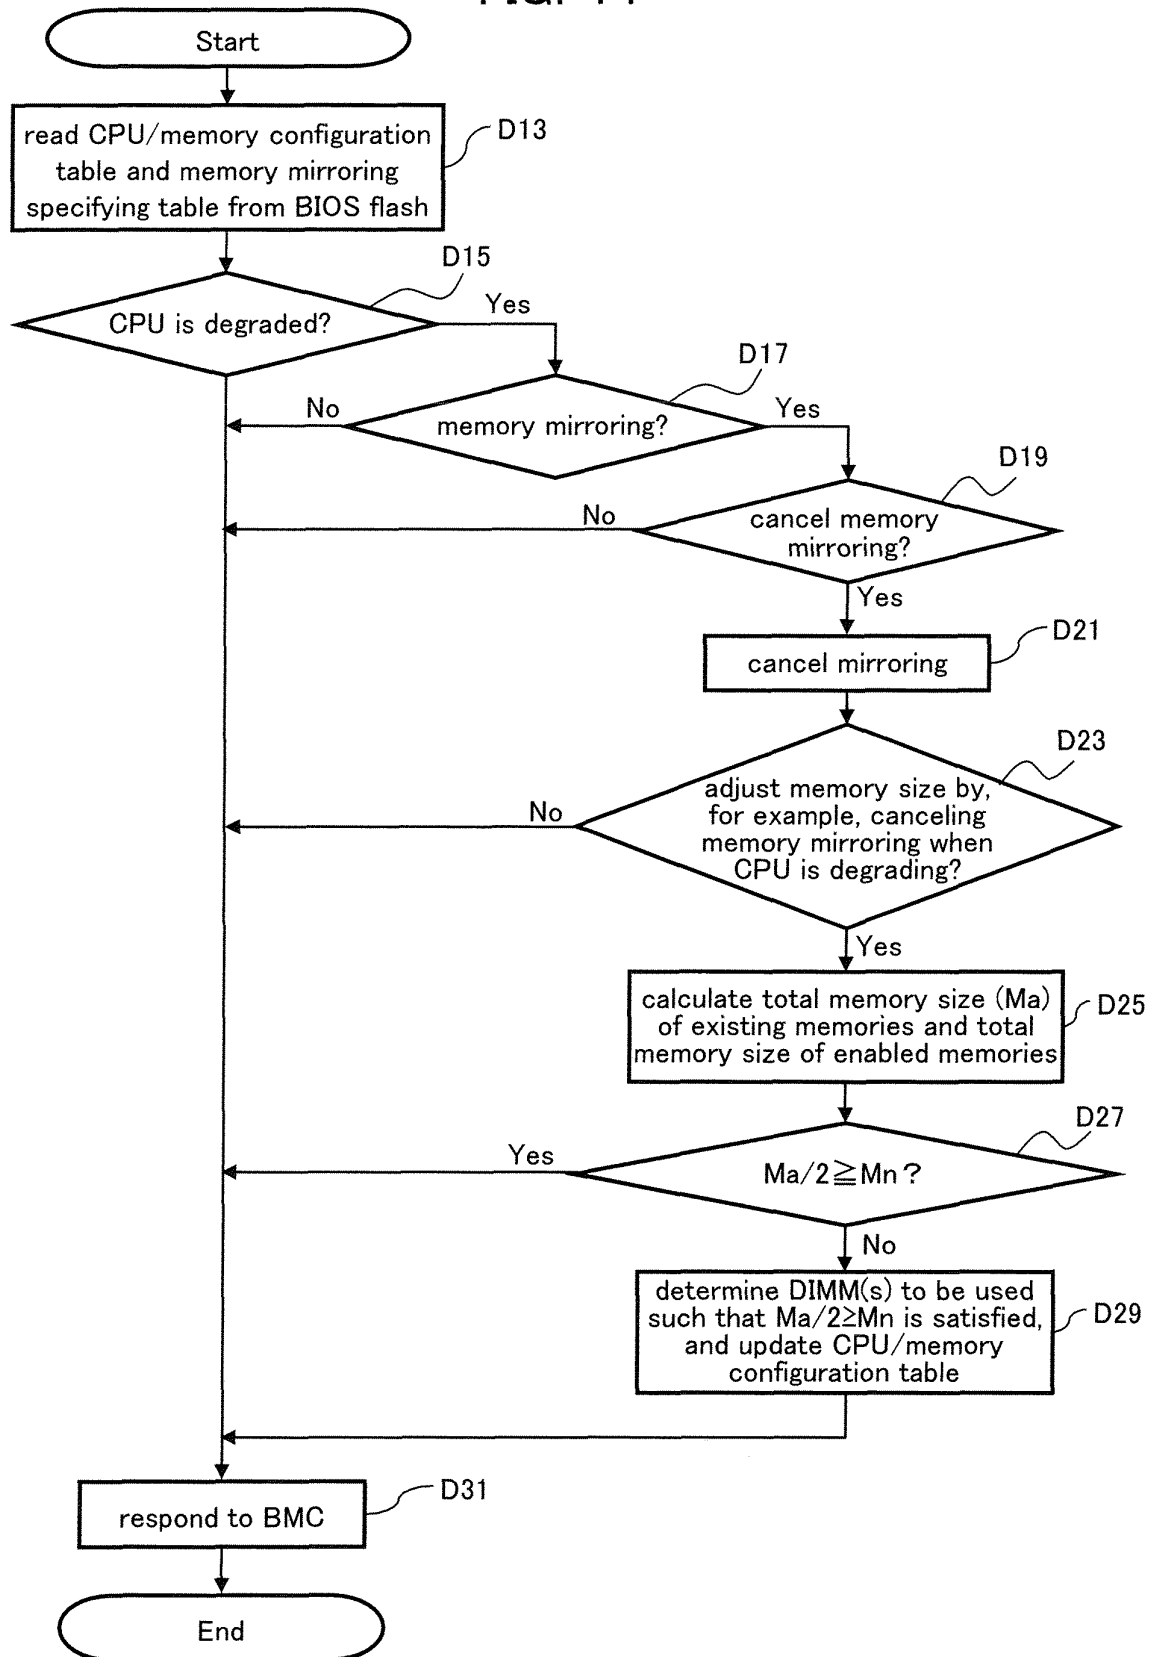 Start
read CPU/memory configuration
table and memory mirroring
specifying table from BIOS flash
D13
D15
CPU is degraded?
Yes
D17
No
memory mirroring?
Yes
D19
No
cancel memory
mirroring?
Yes
cancel mirroring
D21
D23
No
adjust memory size by,
for example, canceling
memory mirroring when
CPU is degrading?
Yes
calculate total memory size (Ma)
of existing memories and total
memory size of enabled memories
D25
D27
Yes
Ma/2≧Mn?
No
determine DIMM(s) to be used
such that Ma/2≥Mn is satisfied,
and update CPU/memory
configuration table
D29
respond to BMC
D31
End